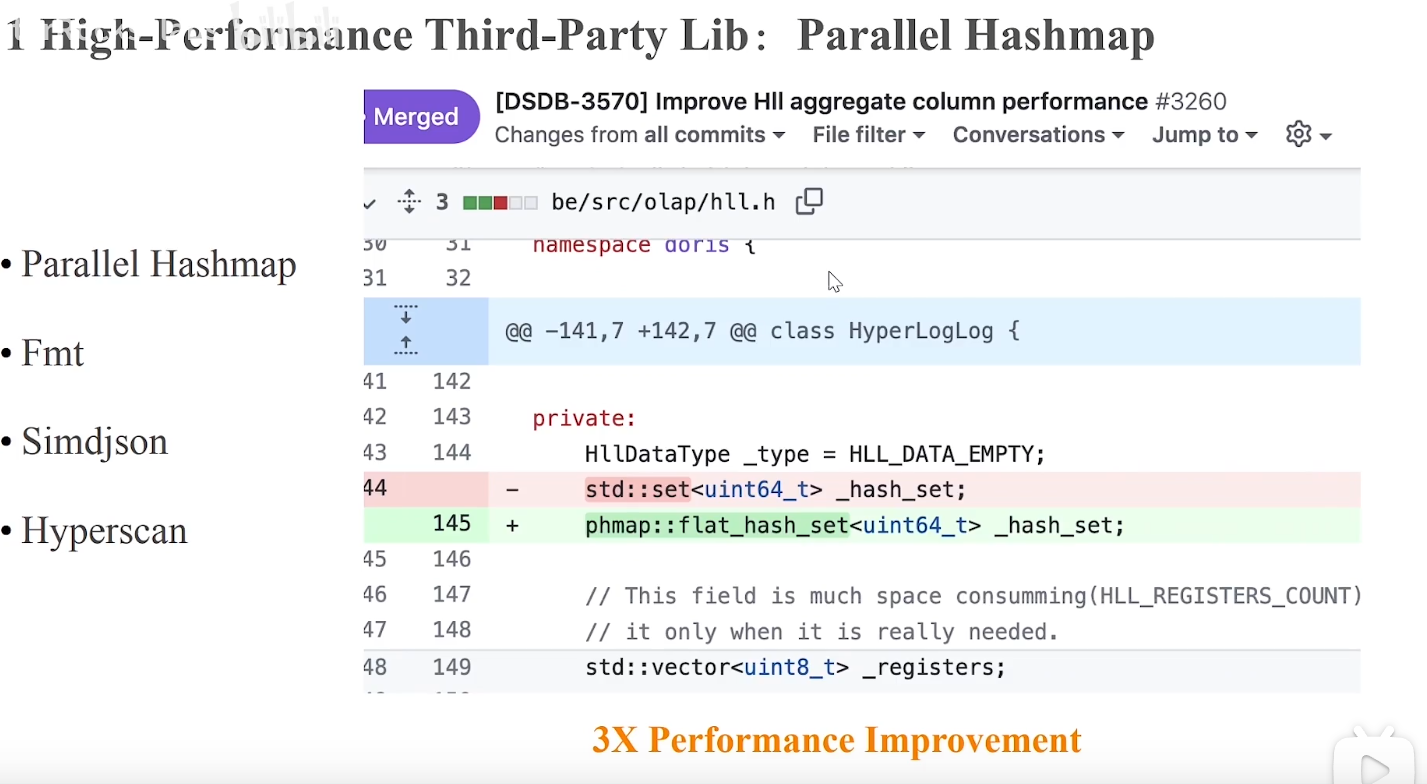 1 High-Performance Third-Party Lib： Parallel Hashmap
Merged
[DSDB-3570] Improve Hll aggregate column performance #3260
Changes from all commits File filter Conversations Jump to
3 be/src/olap/hll.h
• Parallel Hashmap
• Fmt
• Simdjson
• Hyperscan
30 31 namespace doris {
31 32
@@ -141,7 +142,7 @@ class HyperLogLog {
41 142
42 143 private:
43 144 HllDataType _type = HLL_DATA_EMPTY;
44 - std::set<uint64_t> _hash_set;
145 + phmap::flat_hash_set<uint64_t> _hash_set;
45 146
46 147 // This field is much space consumming(HLL_REGISTERS_COUNT)
47 148 // it only when it is really needed.
48 149 std::vector<uint8_t> _registers;
3X Performance Improvement